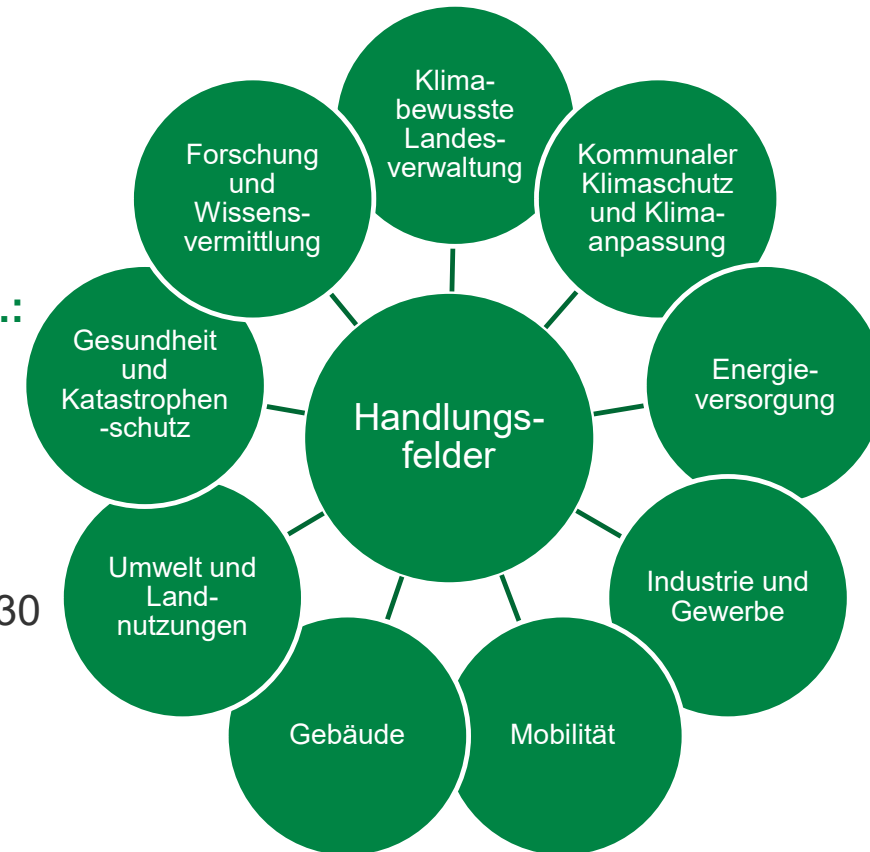 Klima-
bewusste
Landes-
verwaltung
Kommunaler
Klimaschutz
und Klima-
anpassung
Energie-
versorgung
Industrie und
Gewerbe
Mobilität
Gebäude
Umwelt und
Land-
nutzungen
Gesundheit
und
Katastrophen
-schutz
Forschung
und
Wissens-
vermittlung
Handlungs-
felder
.:
30